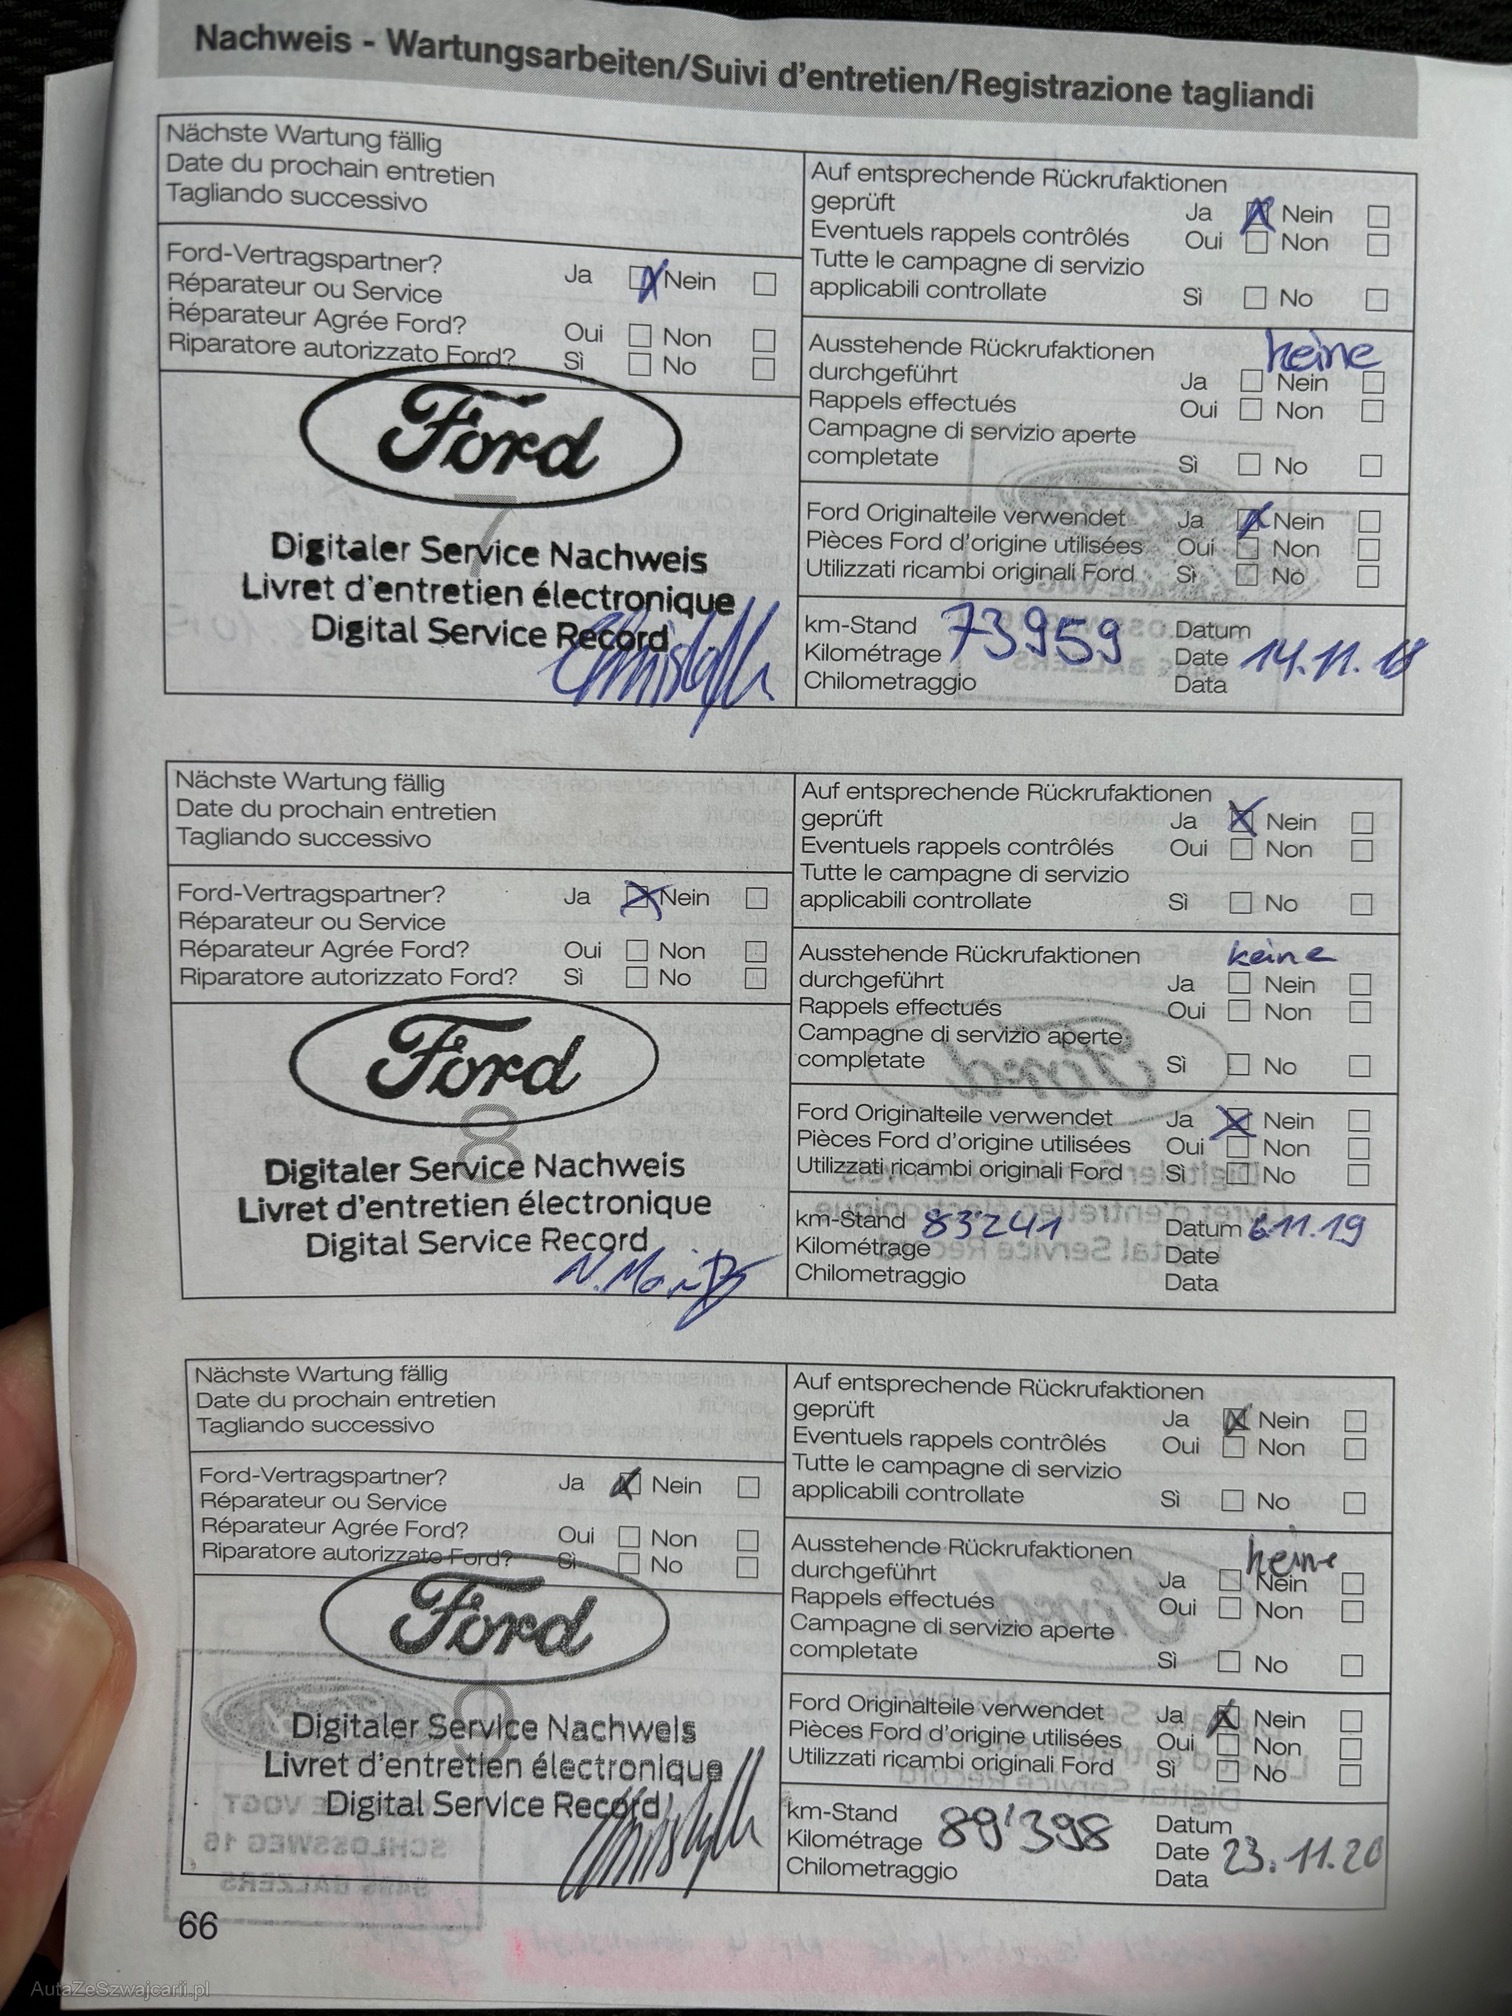 Nachweis - Wartungsarbeiten/Suivi d'entretien/Registrazione tagliandi
Nächste Wartung fällig
Date du prochain entretien
Tagliando successivo
Ford-Vertragspartner? Ja Nein
Réparateur ou Service
Réparateur Agrée Ford? Oui Non
Riparatore autorizzato Ford? Sì No
Ford
7
Digitaler Service Nachweis
Livret d'entretien électronique
Digital Service Record
Auf entsprechende Rückrufaktionen
geprüft Ja X Nein
Eventuels rappels contrôlés Oui Non
Tutte le campagne di servizio
applicabili controllate Sì No
Ausstehende Rückrufaktionen keine
durchgeführt Ja Nein
Rappels effectués Oui Non
Campagne di servizio aperte
completate Sì No
Ford Originalteile verwendet Ja Nein
Pièces Ford d'origine utilisées Oui Non
Utilizzati ricambi originali Ford Sì No
km-Stand 73959 Datum
Kilométrage Date 14.11.18
Chilometraggio Data
Nächste Wartung fällig
Date du prochain entretien
Tagliando successivo
Ford-Vertragspartner? Ja Nein
Réparateur ou Service
Réparateur Agrée Ford? Oui Non
Riparatore autorizzato Ford? Sì No
Ford
8
Digitaler Service Nachweis
Livret d'entretien électronique
Digital Service Record
N. Moritz
Auf entsprechende Rückrufaktionen
geprüft Ja X Nein
Eventuels rappels contrôlés Oui Non
Tutte le campagne di servizio
applicabili controllate Sì No
Ausstehende Rückrufaktionen keine
durchgeführt Ja Nein
Rappels effectués Oui Non
Campagne di servizio aperte
completate Sì No
Ford Originalteile verwendet Ja Nein
Pièces Ford d'origine utilisées Oui Non
Utilizzati ricambi originali Ford Sì No
km-Stand 83'241 Datum 6.11.19
Kilométrage Date
Chilometraggio Data
Nächste Wartung fällig
Date du prochain entretien
Tagliando successivo
Ford-Vertragspartner? Ja Nein
Réparateur ou Service
Réparateur Agrée Ford? Oui Non
Riparatore autorizzato Ford? Sì No
Ford
9
Digitaler Service Nachweis
Livret d'entretien électronique
Digital Service Record
Auf entsprechende Rückrufaktionen
geprüft Ja X Nein
Eventuels rappels contrôlés Oui Non
Tutte le campagne di servizio
applicabili controllate Sì No
Ausstehende Rückrufaktionen keine
durchgeführt Ja Nein
Rappels effectués Oui Non
Campagne di servizio aperte
completate Sì No
Ford Originalteile verwendet Ja Nein
Pièces Ford d'origine utilisées Oui Non
Utilizzati ricambi originali Ford Sì No
km-Stand 89'398 Datum
Kilométrage Date 23.11.20
Chilometraggio Data
66
AutaZeSzwajcarii.pl